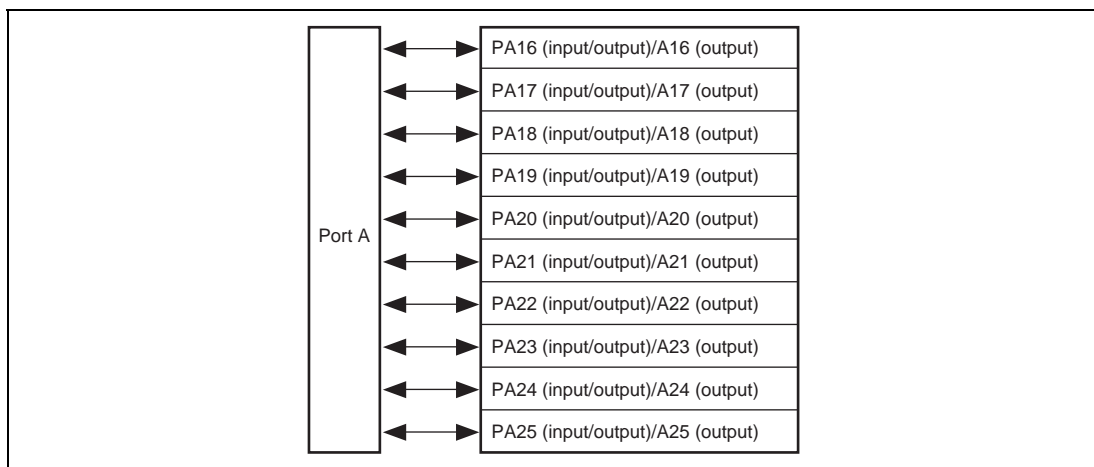 Port A
PA16 (input/output)/A16 (output)
PA17 (input/output)/A17 (output)
PA18 (input/output)/A18 (output)
PA19 (input/output)/A19 (output)
PA20 (input/output)/A20 (output)
PA21 (input/output)/A21 (output)
PA22 (input/output)/A22 (output)
PA23 (input/output)/A23 (output)
PA24 (input/output)/A24 (output)
PA25 (input/output)/A25 (output)